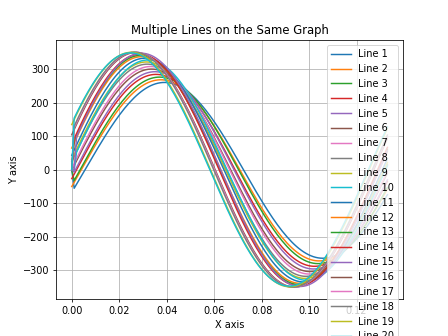 Multiple Lines on the Same Graph
Y axis
300
200
100
0
−100
−200
−300
0.00
0.02
0.04
0.06
0.08
0.10
X axis
Line 1
Line 2
Line 3
Line 4
Line 5
Line 6
Line 7
Line 8
Line 9
Line 10
Line 11
Line 12
Line 13
Line 14
Line 15
Line 16
Line 17
Line 18
Line 19
Line 20